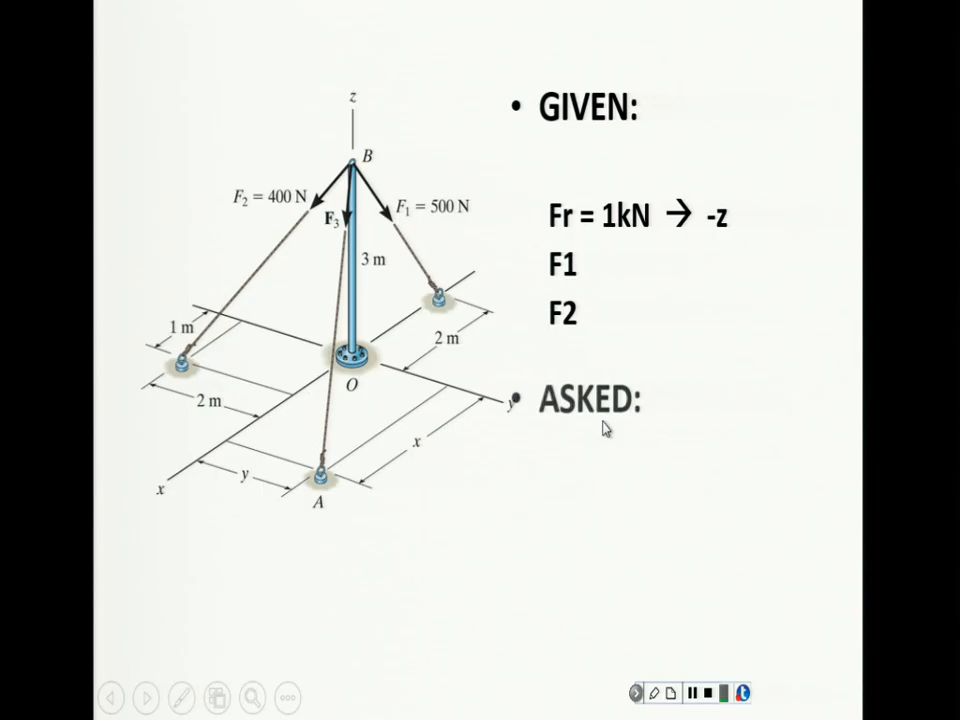 z
B
F₂ = 400 N
F₃
F₁ = 500 N
3 m
1 m
2 m
O
2 m
y
x
y
x
A
• GIVEN:
Fr = 1kN → -z
F1
F2
• ASKED: